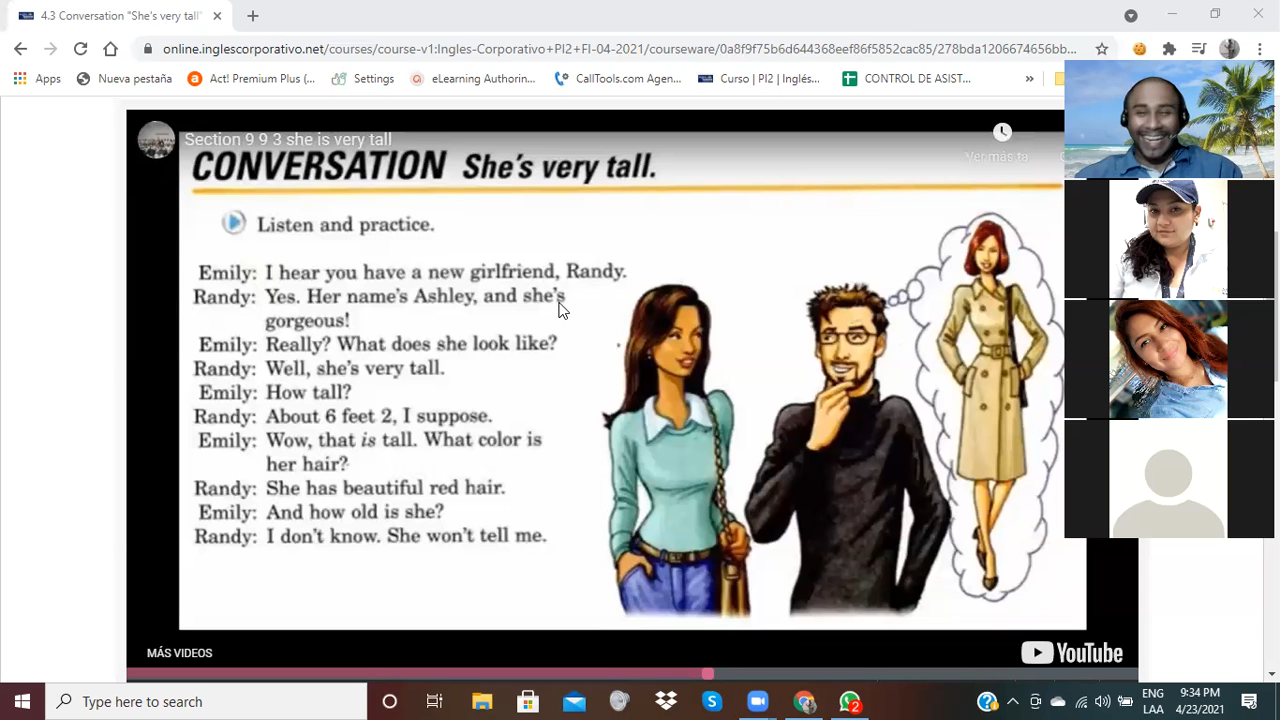 4.3 Conversation "She's very tall"
online.inglescorporativo.net/courses/course-v1:Ingles-Corporativo+PI2+FI-04-2021/courseware/0a8f9f75b6d644368eef86f5852cac85/278bda1206674656bb...
Apps Nueva pestaña Act! Premium Plus (... Settings eLearning Authorin... CallTools.com Agen... Curso | PI2 | Inglés... CONTROL DE ASIST... »
Section 9 9 3 she is very tall
Ver más ta
CONVERSATION She's very tall.
Listen and practice.
Emily: I hear you have a new girlfriend, Randy.
Randy: Yes. Her name's Ashley, and she's
gorgeous!
Emily: Really? What does she look like?
Randy: Well, she's very tall.
Emily: How tall?
Randy: About 6 feet 2, I suppose.
Emily: Wow, that is tall. What color is
her hair?
Randy: She has beautiful red hair.
Emily: And how old is she?
Randy: I don't know. She won't tell me.
MÁS VIDEOS
YouTube
Type here to search
2
ENG
LAA
9:34 PM
4/23/2021